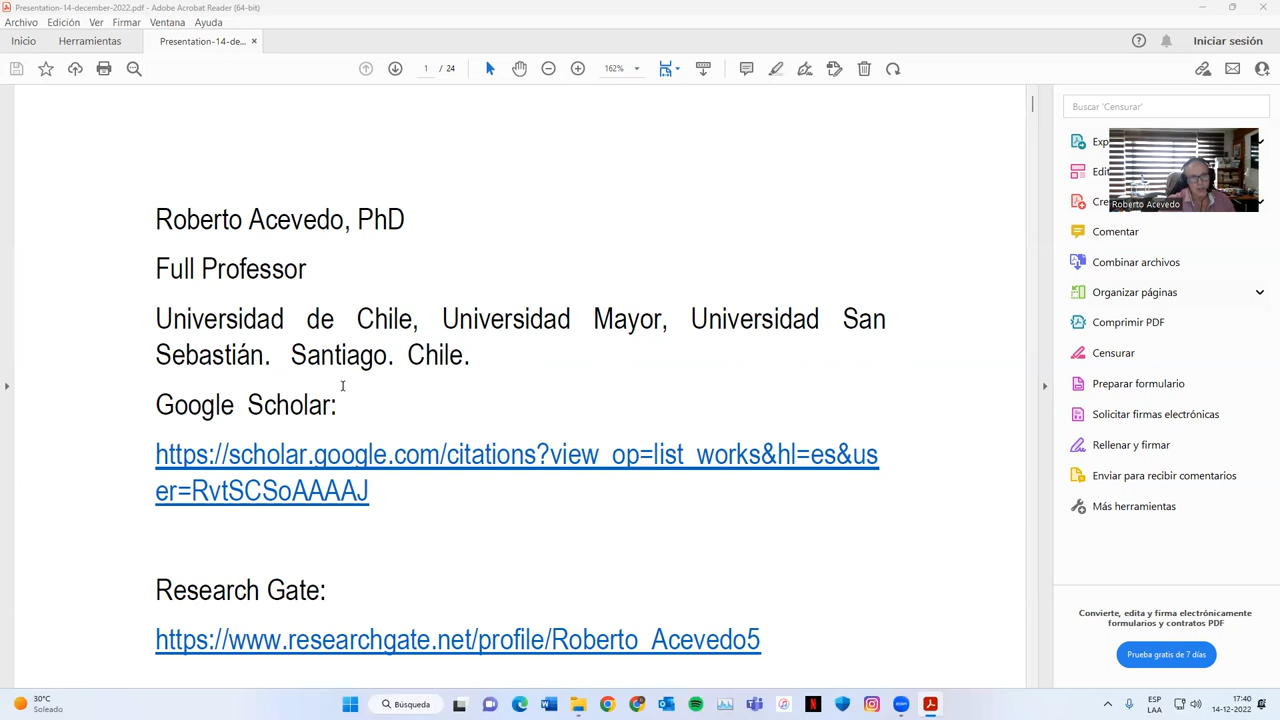 Presentation-14-december-2022.pdf - Adobe Acrobat Reader (64-bit)
Archivo Edición Ver Firmar Ventana Ayuda
Inicio Herramientas Presentation-14-de... × Iniciar sesión
1 / 24 162%
Buscar 'Censurar'
Exp
Edi
Cre
Roberto Acevedo
Comentar
Combinar archivos
Organizar páginas
Comprimir PDF
Censurar
Preparar formulario
Solicitar firmas electrónicas
Rellenar y firmar
Enviar para recibir comentarios
Más herramientas
Convierte, edita y firma electrónicamente
formularios y contratos PDF
Prueba gratis de 7 días
Roberto Acevedo, PhD
Full Professor
Universidad de Chile, Universidad Mayor, Universidad San
Sebastián. Santiago. Chile.
Google Scholar:
https://scholar.google.com/citations?view_op=list_works&hl=es&us
er=RvtSCSoAAAAJ
Research Gate:
https://www.researchgate.net/profile/Roberto_Acevedo5
30°C
Soleado
Búsqueda
ESP
LAA
17:40
14-12-2022